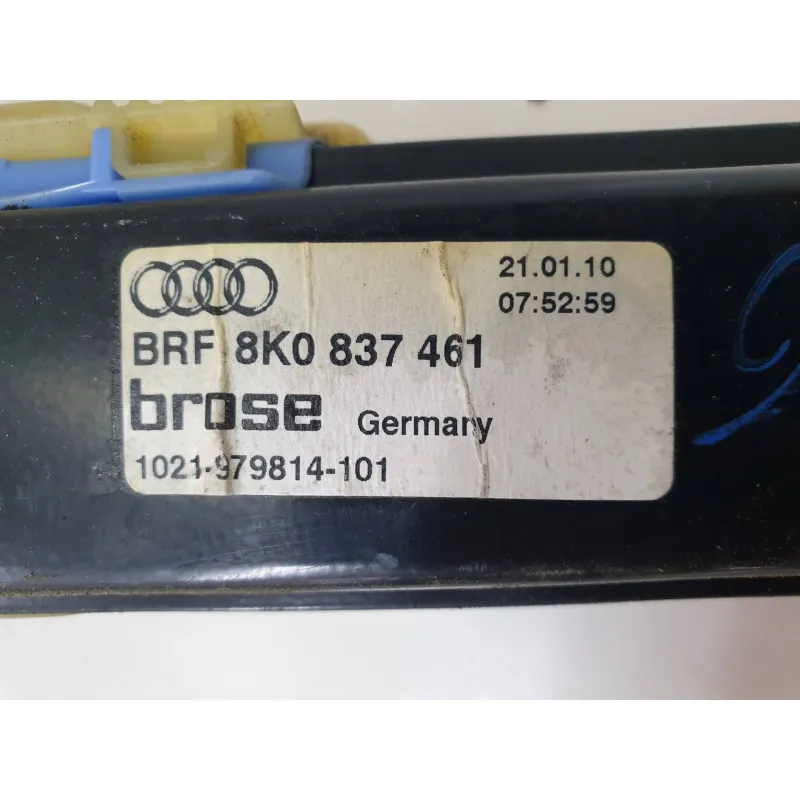 21.01.10
07:52:59
BRF 8K0 837 461
brose Germany
1021-979814-101